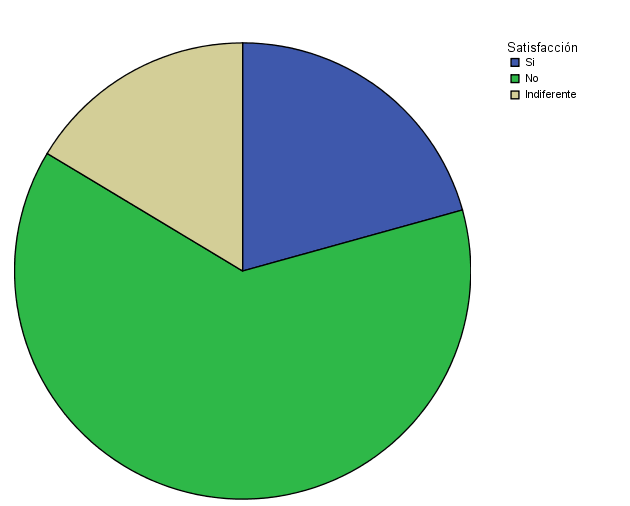 Satisfacción
Si
No
Indiferente